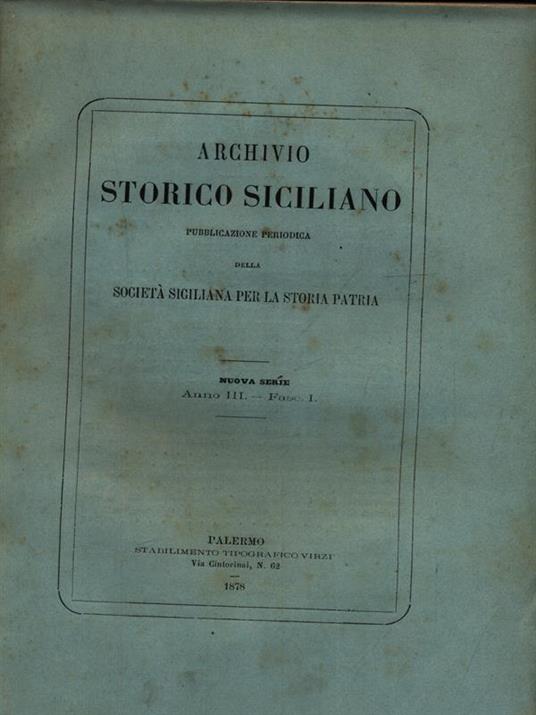 ARCHIVIO
STORICO SICILIANO
PUBBLICAZIONE PERIODICA
DELLA
SOCIETÀ SICILIANA PER LA STORIA PATRIA
NUOVA SERIE
Anno III. — Fasc. I.
PALERMO
STABILIMENTO TIPOGRAFICO VIRZÌ
Via Cintorinai, N. 62
1878